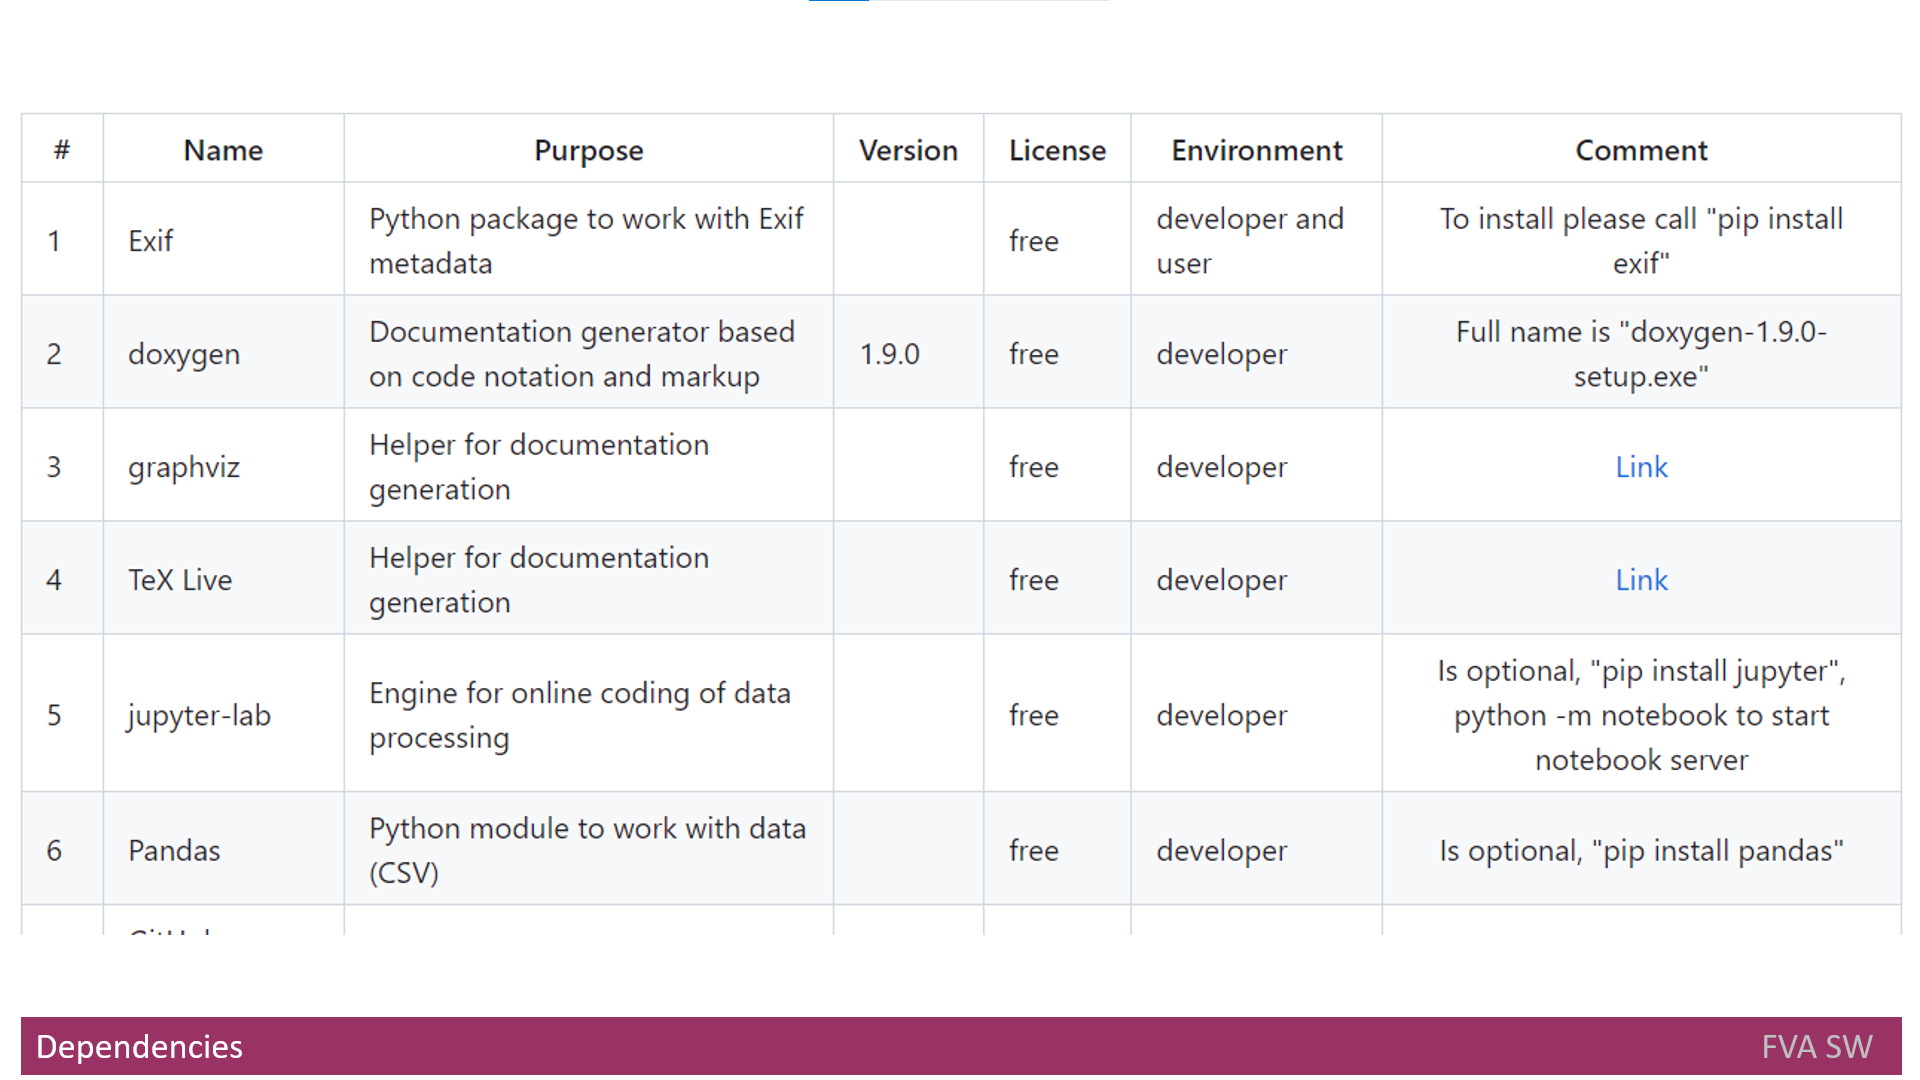 # Name Purpose Version License Environment Comment
1 Exif Python package to work with Exif metadata free developer and user To install please call "pip install exif"
2 doxygen Documentation generator based on code notation and markup 1.9.0 free developer Full name is "doxygen-1.9.0-setup.exe"
3 graphviz Helper for documentation generation free developer Link
4 TeX Live Helper for documentation generation free developer Link
5 jupyter-lab Engine for online coding of data processing free developer Is optional, "pip install jupyter", python -m notebook to start notebook server
6 Pandas Python module to work with data (CSV) free developer Is optional, "pip install pandas"
Dependencies FVA SW